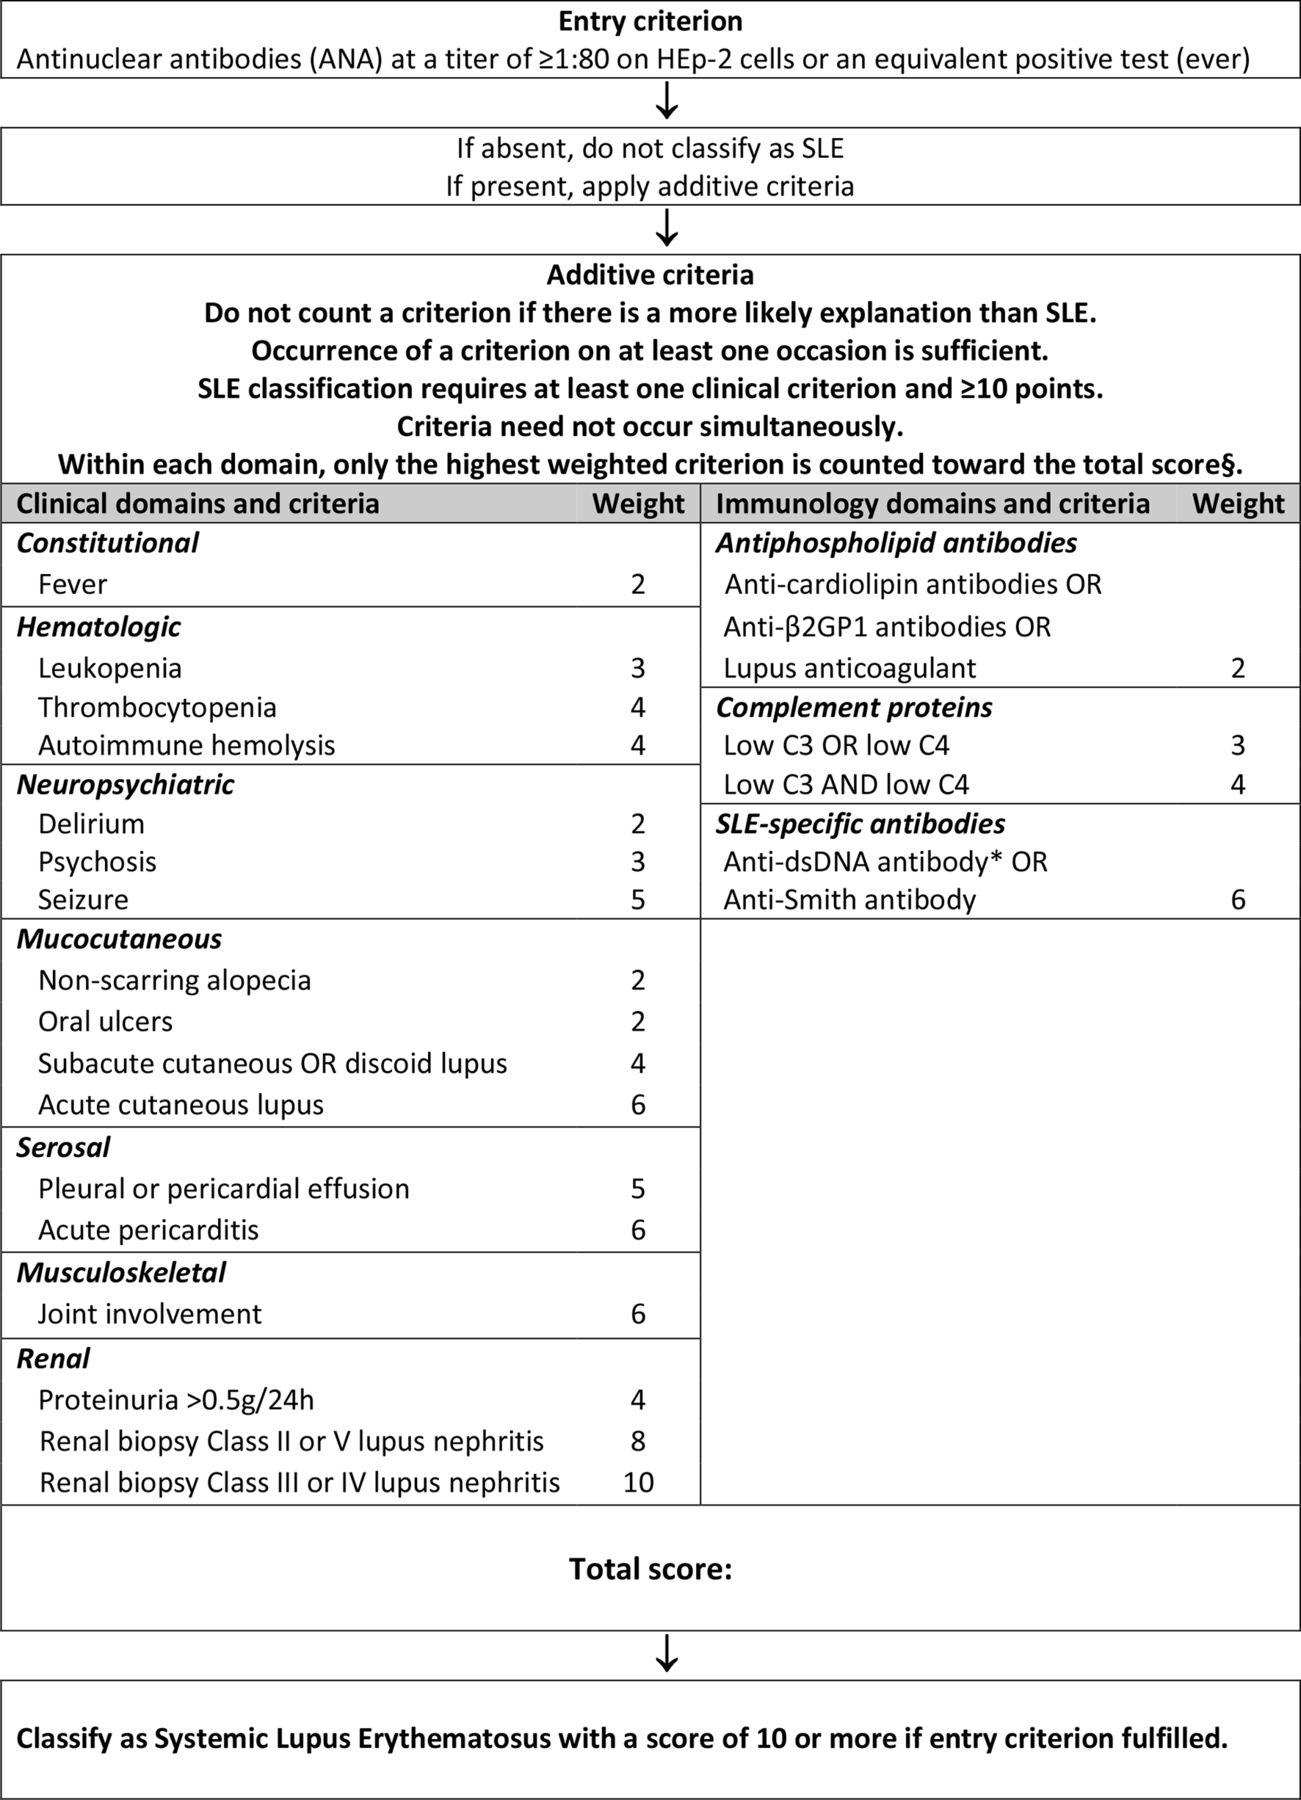 Entry criterion
Antinuclear antibodies (ANA) at a titer of ≥1:80 on HEp-2 cells or an equivalent positive test (ever)
If absent, do not classify as SLE
If present, apply additive criteria
Additive criteria
Do not count a criterion if there is a more likely explanation than SLE.
Occurrence of a criterion on at least one occasion is sufficient.
SLE classification requires at least one clinical criterion and ≥10 points.
Criteria need not occur simultaneously.
Within each domain, only the highest weighted criterion is counted toward the total score§.
Clinical domains and criteria Weight
Constitutional
Fever 2
Hematologic
Leukopenia 3
Thrombocytopenia 4
Autoimmune hemolysis 4
Neuropsychiatric
Delirium 2
Psychosis 3
Seizure 5
Mucocutaneous
Non-scarring alopecia 2
Oral ulcers 2
Subacute cutaneous OR discoid lupus 4
Acute cutaneous lupus 6
Serosal
Pleural or pericardial effusion 5
Acute pericarditis 6
Musculoskeletal
Joint involvement 6
Renal
Proteinuria >0.5g/24h 4
Renal biopsy Class II or V lupus nephritis 8
Renal biopsy Class III or IV lupus nephritis 10
Immunology domains and criteria Weight
Antiphospholipid antibodies
Anti-cardiolipin antibodies OR
Anti-β2GP1 antibodies OR
Lupus anticoagulant 2
Complement proteins
Low C3 OR low C4 3
Low C3 AND low C4 4
SLE-specific antibodies
Anti-dsDNA antibody* OR
Anti-Smith antibody 6
Total score:
Classify as Systemic Lupus Erythematosus with a score of 10 or more if entry criterion fulfilled.